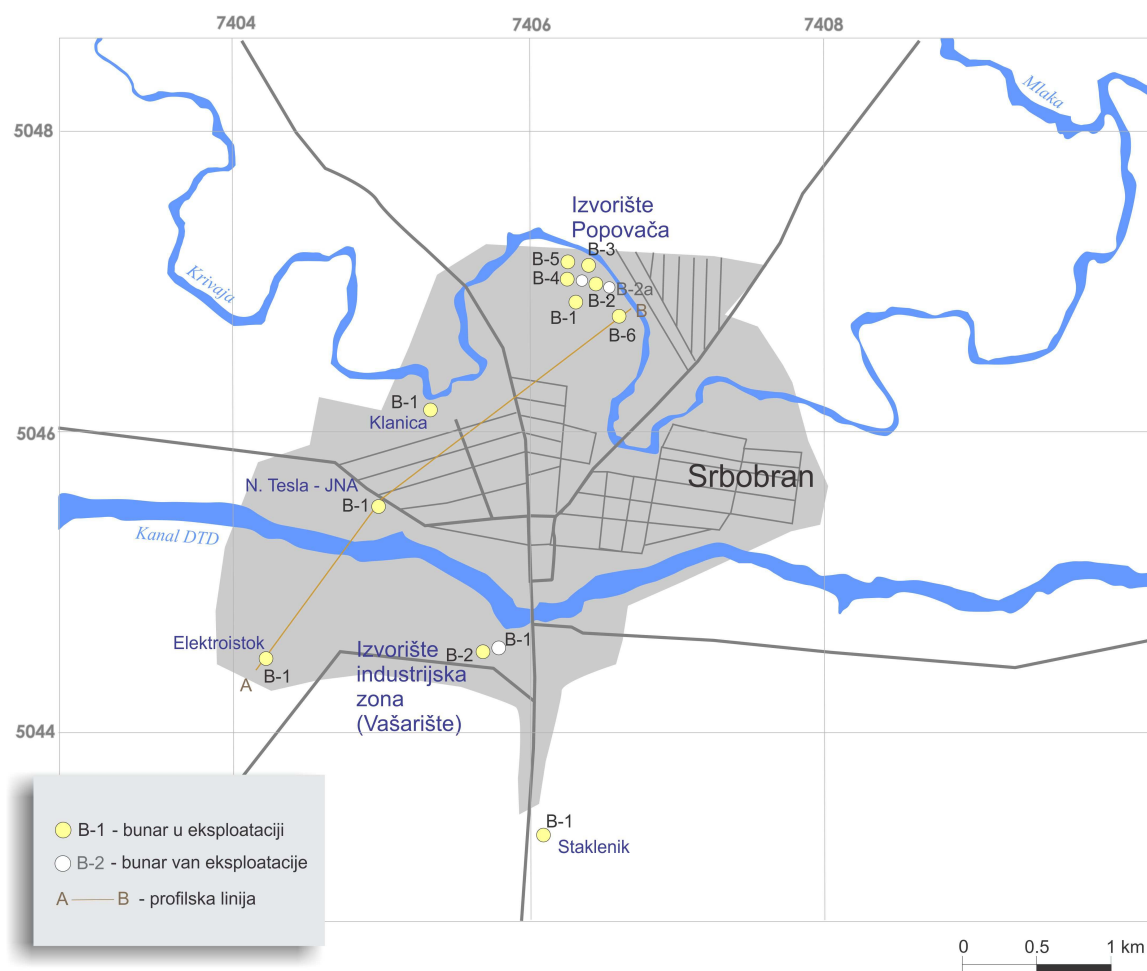 7404
7406
7408
5048
5046
5044
Mlaka
Krivaja
Izvorište
Popovača
B-3
B-5
B-4
B-2a
B-2
B-1
B
B-6
B-1
Klanica
Srbobran
N. Tesla - JNA
B-1
Kanal DTD
Elektroistok
B-1
A
B-1
B-2
Izvorište
industrijska
zona
(Vašarište)
B-1
Staklenik
B-1 - bunar u eksploataciji
B-2 - bunar van eksploatacije
A B - profilska linija
0 0.5 1 km